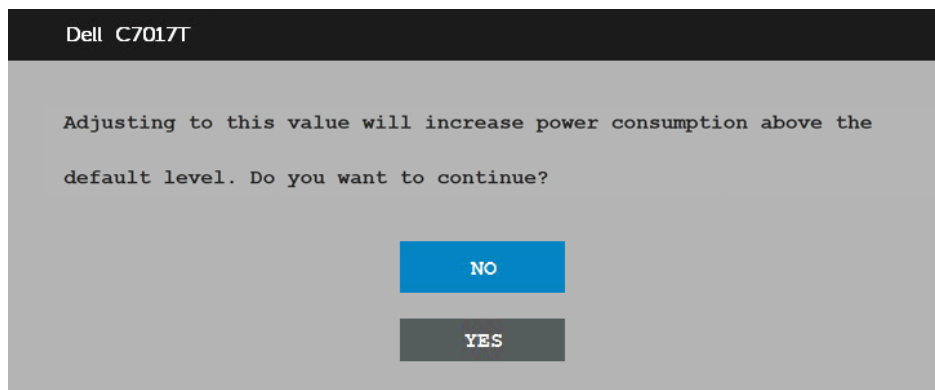 Dell C7017T
Adjusting to this value will increase power consumption above the
default level. Do you want to continue?
NO
YES